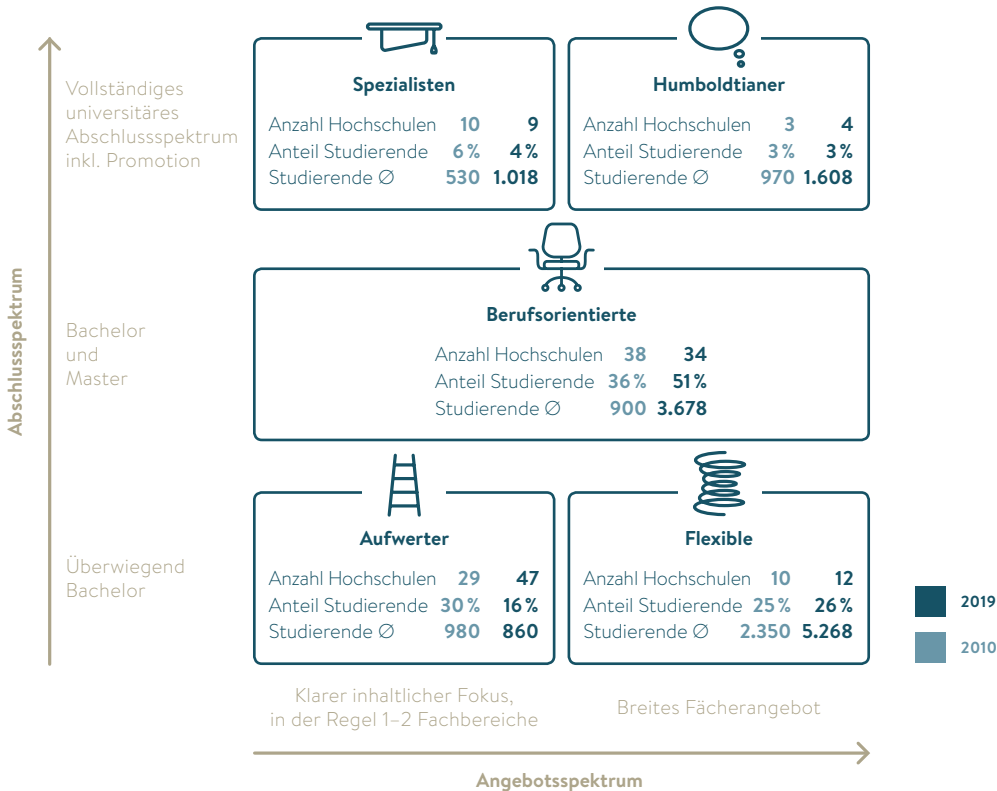 Abschlussspektrum
Vollständiges
universitäres
Abschlussspektrum
inkl. Promotion
Spezialisten
Anzahl Hochschulen 10 9
Anteil Studierende 6 % 4 %
Studierende Ø 530 1.018
Humboldtianer
Anzahl Hochschulen 3 4
Anteil Studierende 3 % 3 %
Studierende Ø 970 1.608
Bachelor
und
Master
Berufsorientierte
Anzahl Hochschulen 38 34
Anteil Studierende 36 % 51 %
Studierende Ø 900 3.678
Überwiegend
Bachelor
Aufwerter
Anzahl Hochschulen 29 47
Anteil Studierende 30 % 16 %
Studierende Ø 980 860
Flexible
Anzahl Hochschulen 10 12
Anteil Studierende 25 % 26 %
Studierende Ø 2.350 5.268
2019
2010
Klarer inhaltlicher Fokus,
in der Regel 1–2 Fachbereiche
Breites Fächerangebot
Angebotsspektrum